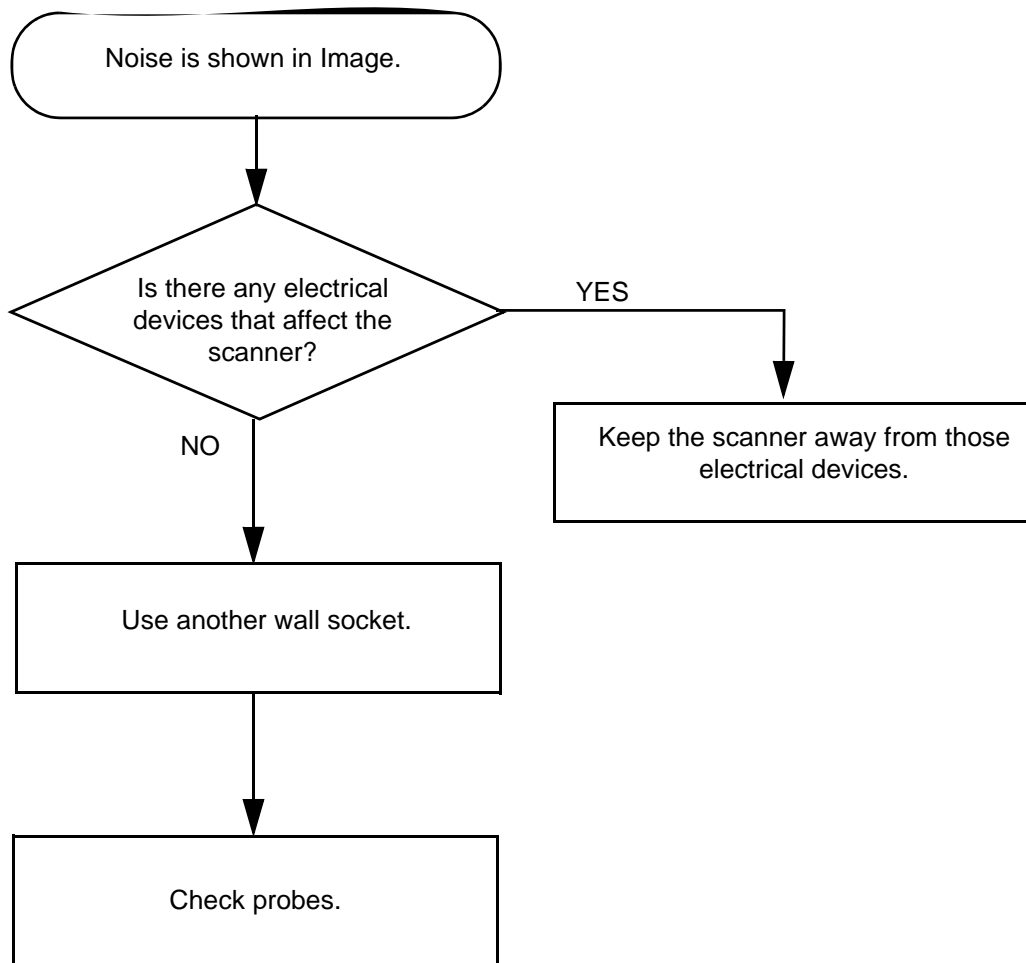 Noise is shown in Image.
Is there any electrical
devices that affect the
scanner?
YES
Keep the scanner away from those
electrical devices.
NO
Use another wall socket.
Check probes.